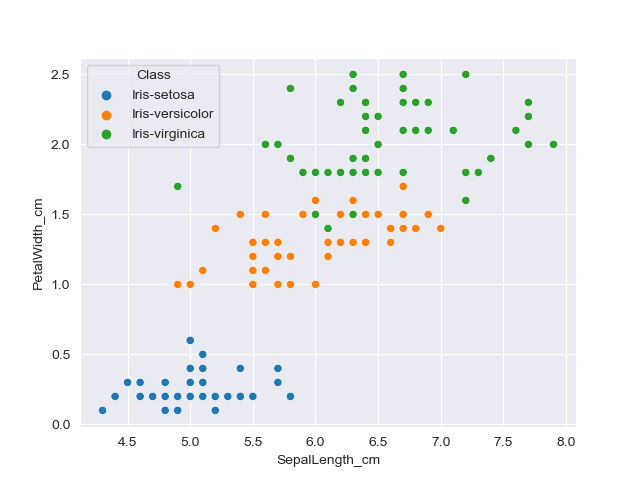 Class
Iris-setosa
Iris-versicolor
Iris-virginica
PetalWidth_cm
2.5
2.0
1.5
1.0
0.5
0.0
4.5 5.0 5.5 6.0 6.5 7.0 7.5 8.0
SepalLength_cm